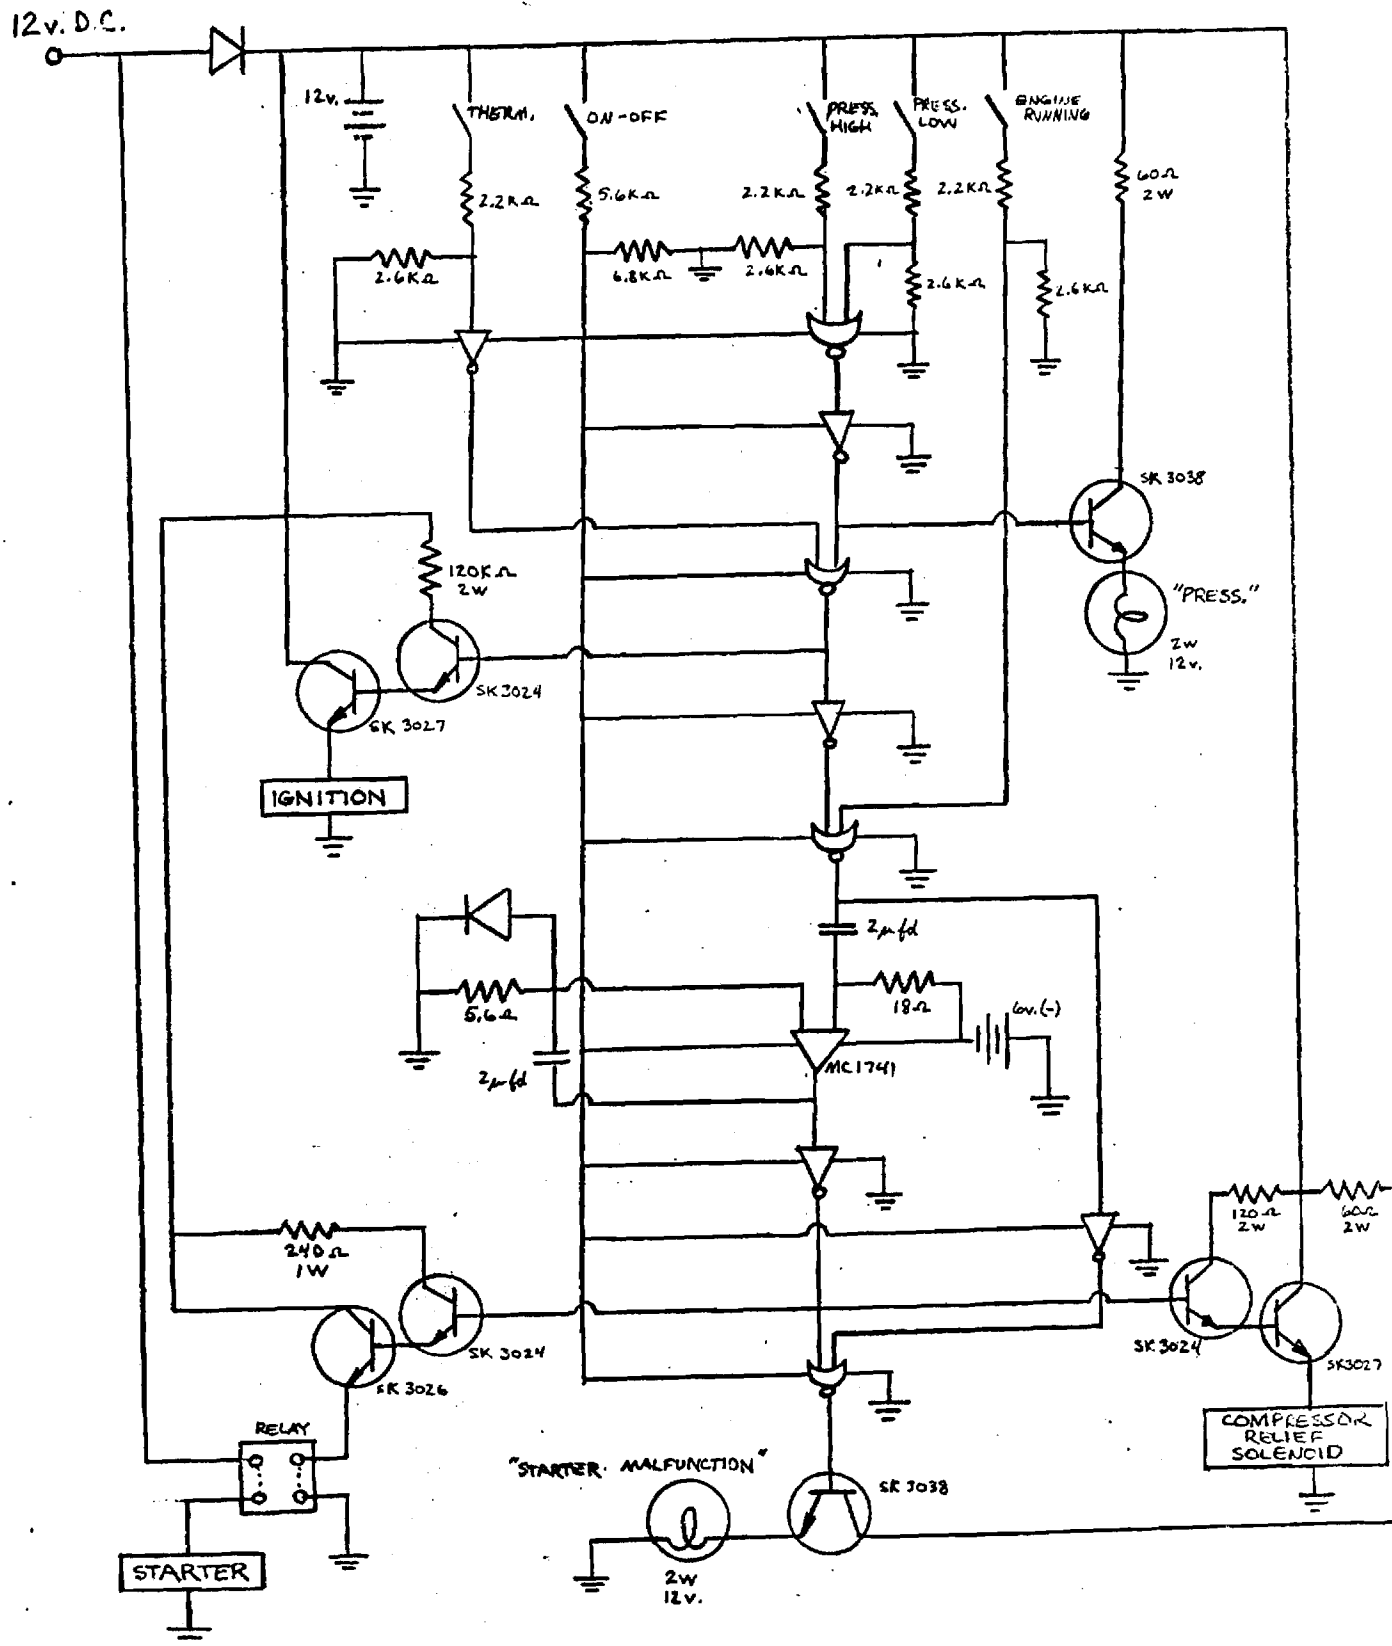 12v. D.C.
12v.
THERM.
ON-OFF
PRESS. HIGH
PRESS. LOW
ENGINE RUNNING
2.2KΩ
5.6KΩ
2.2KΩ
2.2KΩ
2.2KΩ
60Ω
2W
2.6KΩ
6.8KΩ
2.6KΩ
2.6KΩ
2.6KΩ
SK 3038
120KΩ
2W
"PRESS."
2W
12v.
SK3024
SK 3027
IGNITION
2μfd
5.6Ω
18Ω
6v.(-)
MC1741
2μfd
240Ω
1W
120Ω
2W
60Ω
2W
SK 3024
SK 3026
SK 3024
SK3027
RELAY
COMPRESSOR
RELIEF
SOLENOID
"STARTER MALFUNCTION"
SK 3038
STARTER
2W
12v.